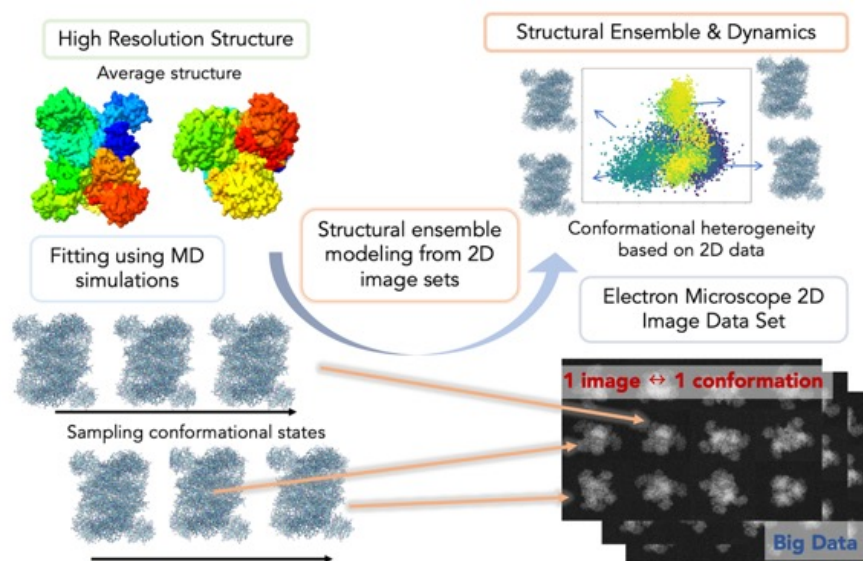 High Resolution Structure
Average structure
Fitting using MD
simulations
Sampling conformational states
Structural ensemble
modeling from 2D
image sets
Structural Ensemble & Dynamics
Conformational heterogeneity
based on 2D data
Electron Microscope 2D
Image Data Set
1 image ↔ 1 conformation
Big Data